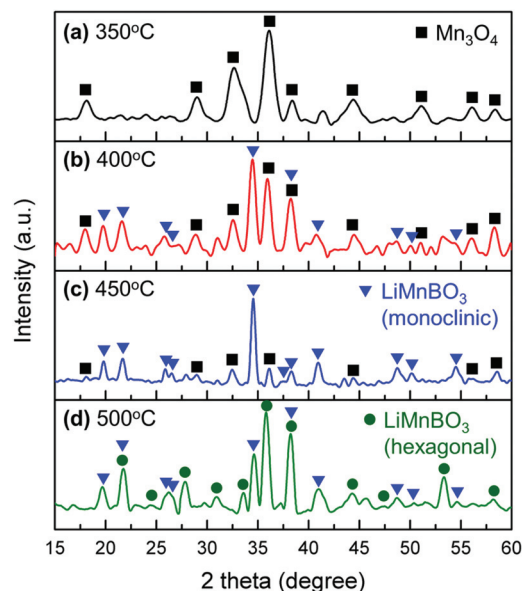 (a) 350°C
■ Mn₃O₄
(b) 400°C
(c) 450°C
▼ LiMnBO₃
(monoclinic)
(d) 500°C
● LiMnBO₃
(hexagonal)
Intensity (a.u.)
15 20 25 30 35 40 45 50 55 60
2 theta (degree)